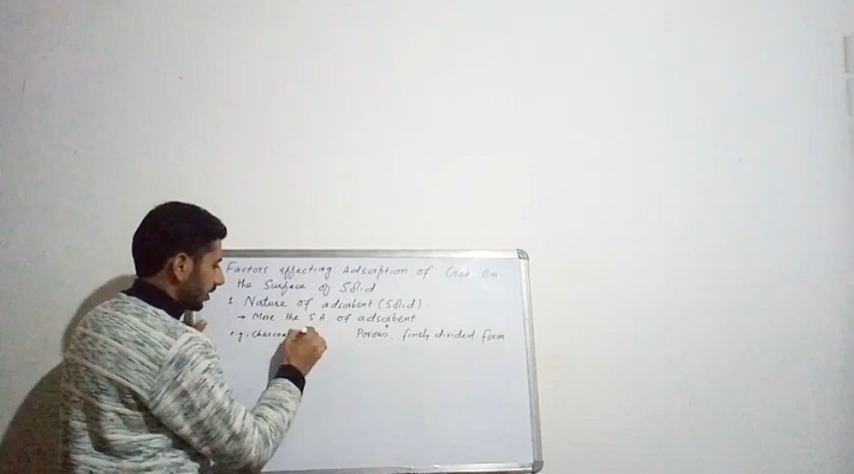 Factors effecting Adsorption of Gas on
the Surface of Solid
1. Nature of adsorbent (Solid)
→ More the S.A of adsorbent
e.g., Charcoal Porous, finely divided form